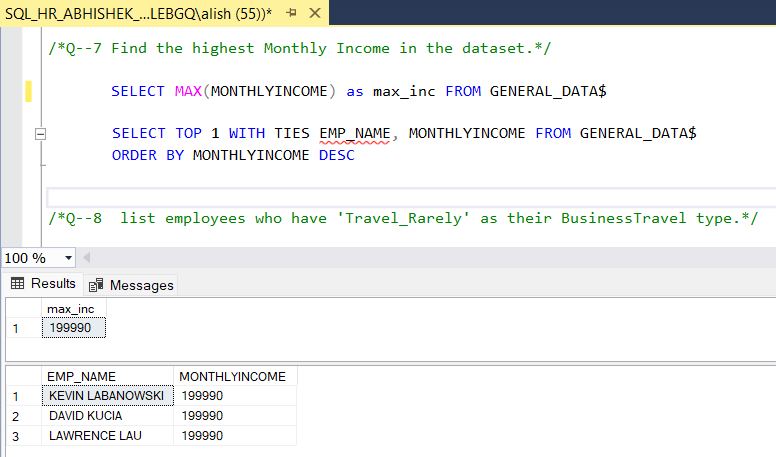 SQL_HR_ABHISHEK_...LEBGQ\alish (55))*
/*Q--7 Find the highest Monthly Income in the dataset.*/
SELECT MAX(MONTHLYINCOME) as max_inc FROM GENERAL_DATA$
SELECT TOP 1 WITH TIES EMP_NAME, MONTHLYINCOME FROM GENERAL_DATA$
ORDER BY MONTHLYINCOME DESC
/*Q--8  list employees who have 'Travel_Rarely' as their BusinessTravel type.*/
100 %
Results Messages
max_inc
1 199990
EMP_NAME MONTHLYINCOME
1 KEVIN LABANOWSKI 199990
2 DAVID KUCIA 199990
3 LAWRENCE LAU 199990